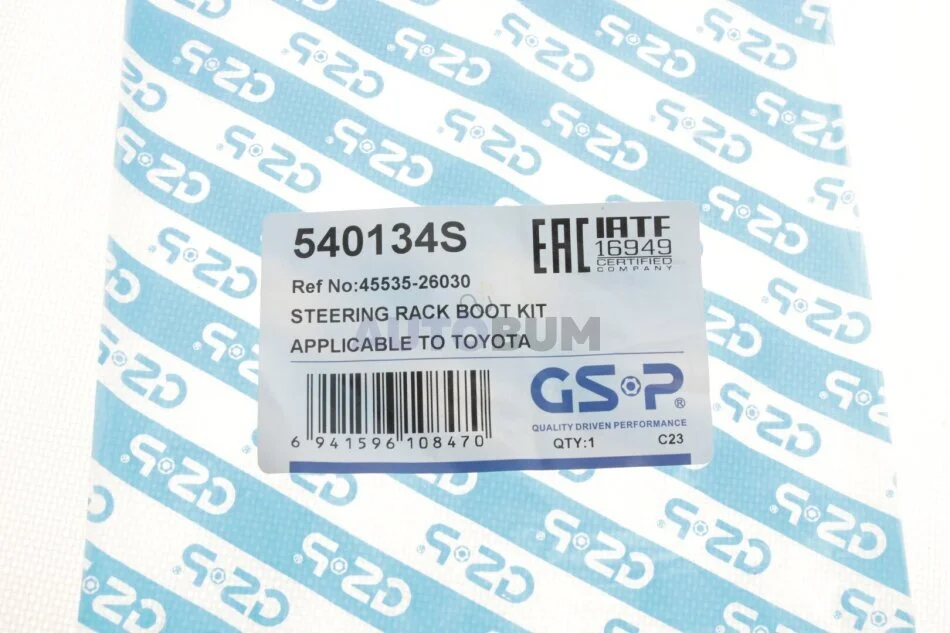 540134S
EAC
IATF
16949
CERTIFIED
COMPANY
Ref No:45535-26030
STEERING RACK BOOT KIT
AUTOBUM
APPLICABLE TO TOYOTA
GSP®
QUALITY DRIVEN PERFORMANCE
6 941596 108470
QTY:1 C23